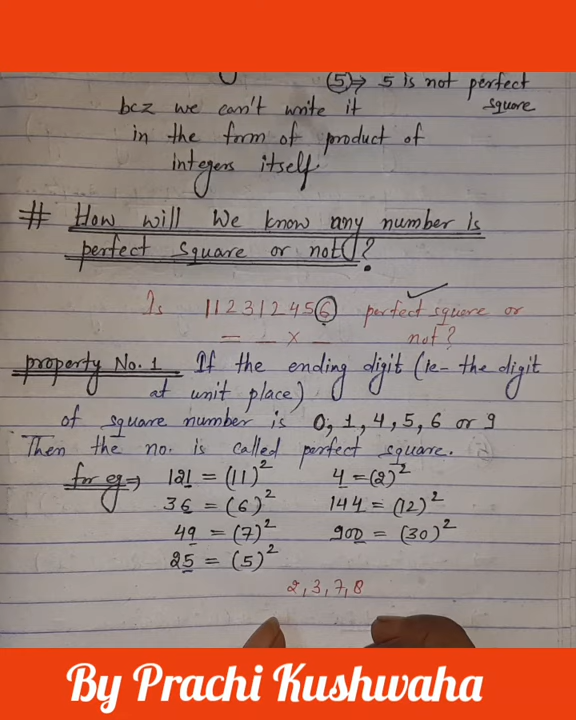 ⑤ ⇒ 5 is not perfect
square
bcz we can't write it
in the form of product of
integers itself.
# How will We know any number is
perfect square or not ?
Is 1123124456 perfect square or
not?
= _ × _
property No. 1 If the ending digit (ie- the digit
at unit place)
of square number is 0, 1, 4, 5, 6 or 9
Then the no. is called perfect square.
for eg ⇒ 121 = (11)² 4 = (2)²
36 = (6)² 144 = (12)²
49 = (7)² 900 = (30)²
25 = (5)²
2, 3, 7, 8
By Prachi Kushwaha